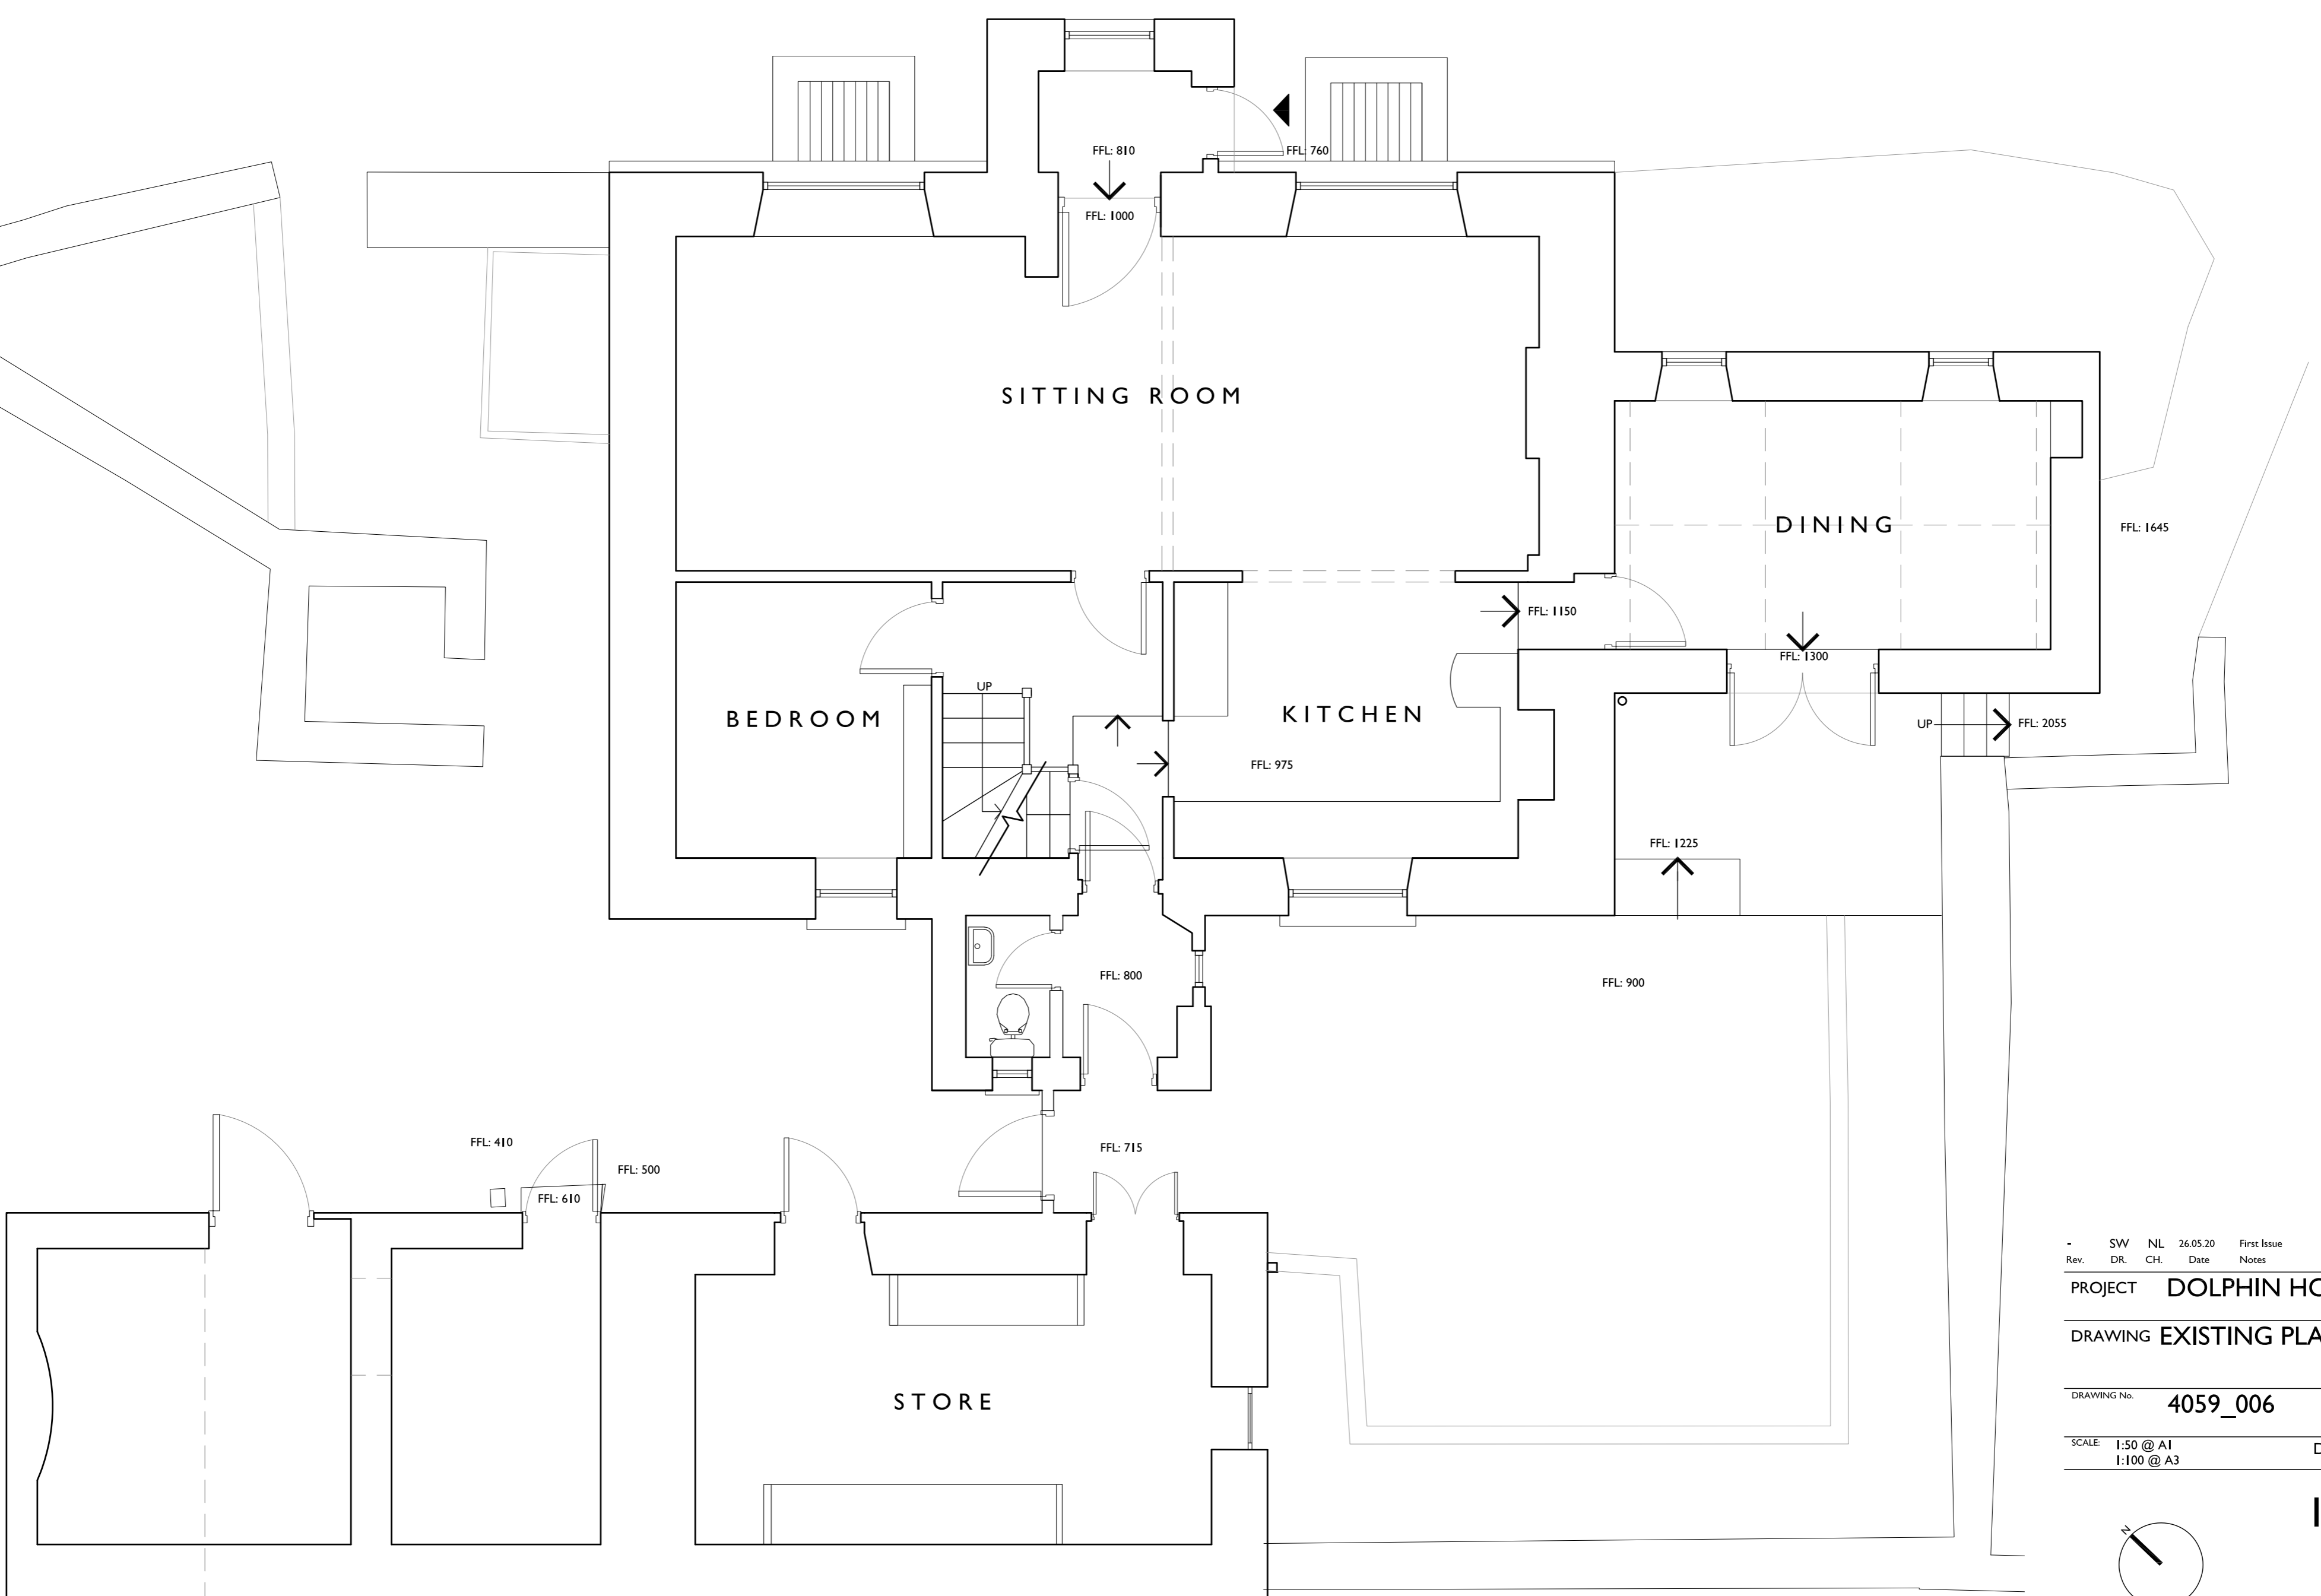 FFL: 810
FFL: 760
FFL: 1000
SITTING ROOM
DINING
FFL: 1645
FFL: 1150
FFL: 1300
UP
BEDROOM
KITCHEN
UP
FFL: 2055
FFL: 975
FFL: 1225
FFL: 800
FFL: 900
FFL: 410
FFL: 715
FFL: 500
FFL: 610
STORE
- SW NL 26.05.20 First Issue
Rev. DR. CH. Date Notes
PROJECT DOLPHIN HO
DRAWING EXISTING PLA
DRAWING No. 4059_006
SCALE: 1:50 @ A1 D
1:100 @ A3
N